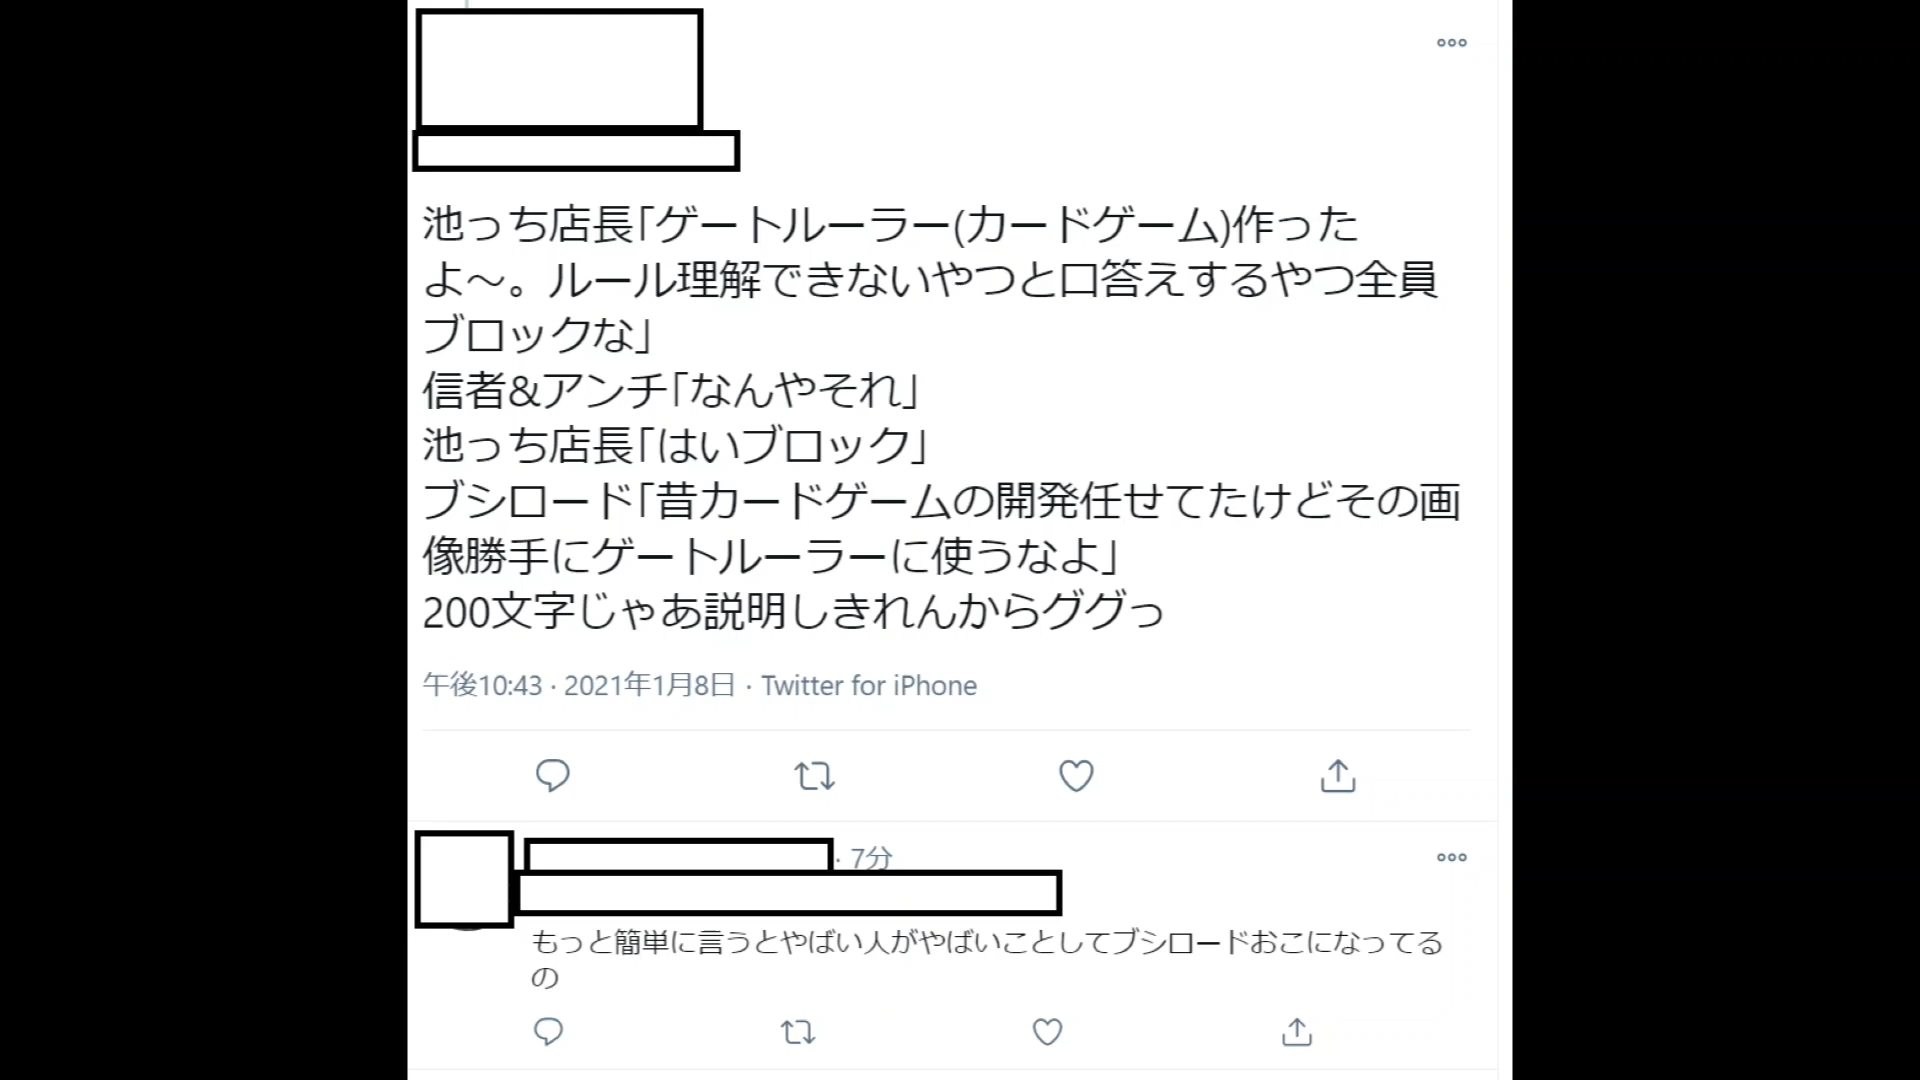 池っち店長「ゲートルーラー(カードゲーム)作った
よ〜。ルール理解できないやつと口答えするやつ全員
ブロックな」
信者&アンチ「なんやそれ」
池っち店長「はいブロック」
ブシロード「昔カードゲームの開発任せてたけどその画
像勝手にゲートルーラーに使うなよ」
200文字じゃあ説明しきれんからググっ
午後10:43 · 2021年1月8日 · Twitter for iPhone
· 7分
もっと簡単に言うとやばい人がやばいことしてブシロードおこになってる
の